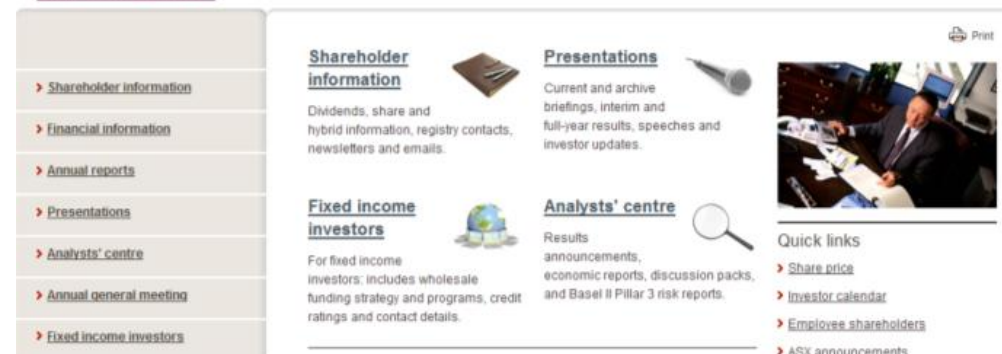 Print
Shareholder information
Financial information
Annual reports
Presentations
Analysts' centre
Annual general meeting
Fixed income investors
Shareholder
information
Dividends, share and
hybrid information, registry contacts,
newsletters and emails.
Presentations
Current and archive
briefings, interim and
full-year results, speeches and
investor updates.
Fixed income
investors
For fixed income
investors: includes wholesale
funding strategy and programs, credit
ratings and contact details.
Analysts' centre
Results
announcements,
economic reports, discussion packs,
and Basel II Pillar 3 risk reports.
Quick links
Share price
Investor calendar
Employee shareholders
ASX announcements